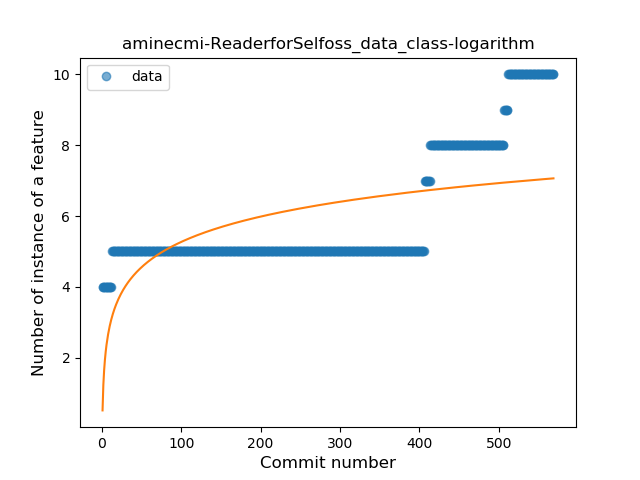 aminecmi-ReaderforSelfoss_data_class-logarithm
data
Number of instance of a feature
10
8
6
4
2
0 100 200 300 400 500
Commit number